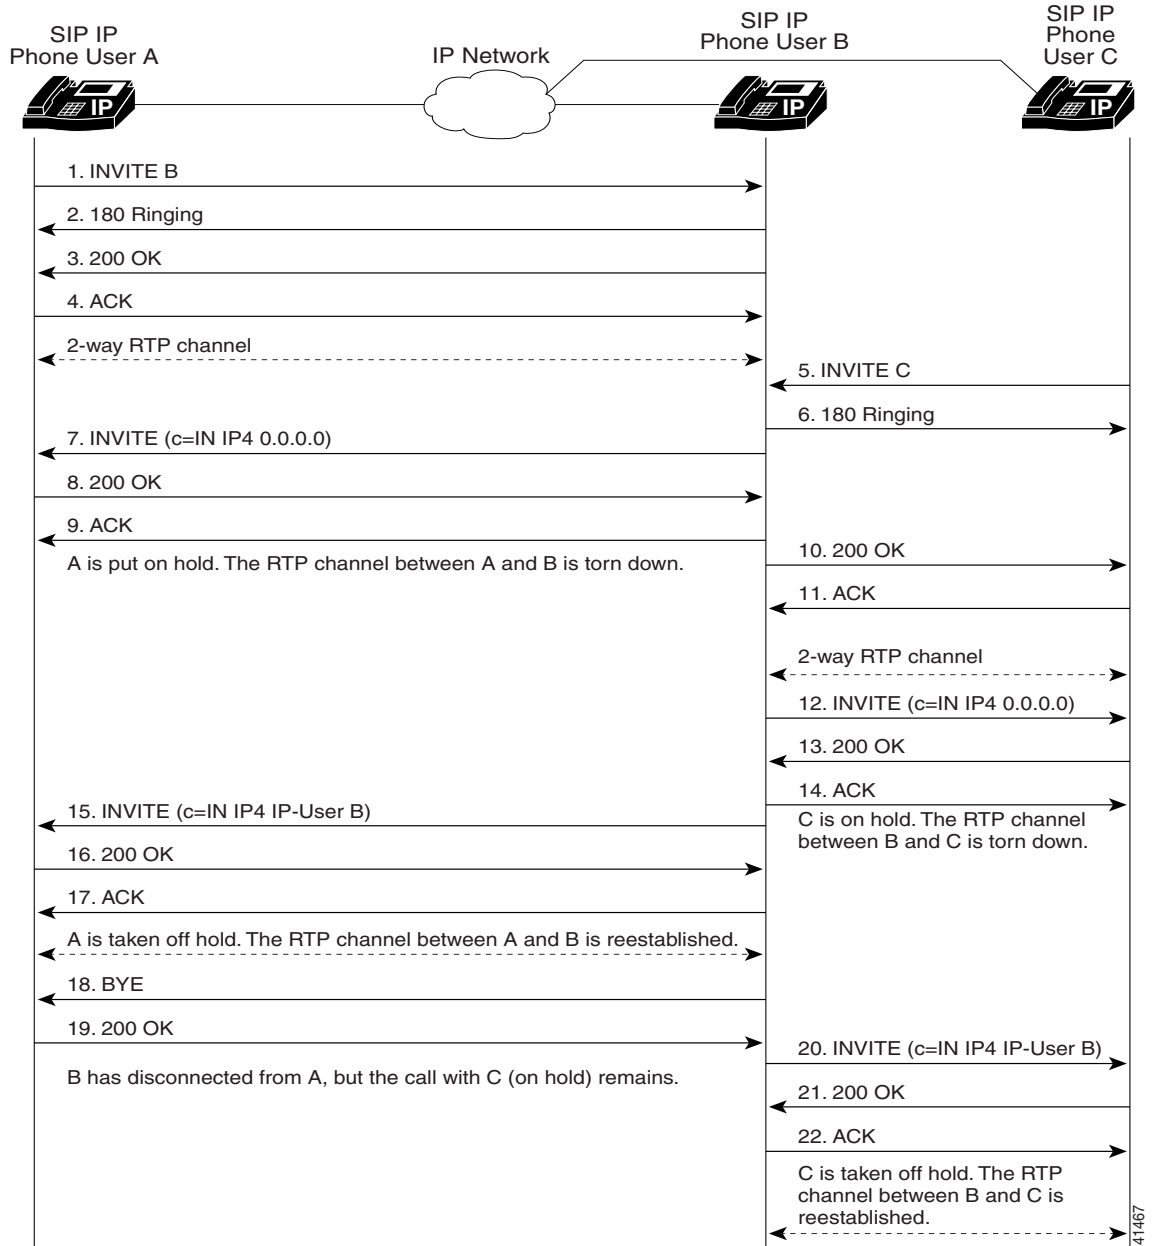 SIP IP
Phone User A
IP Network
SIP IP
Phone User B
SIP IP
Phone
User C
IP
IP
IP
1. INVITE B
2. 180 Ringing
3. 200 OK
4. ACK
2-way RTP channel
5. INVITE C
6. 180 Ringing
7. INVITE (c=IN IP4 0.0.0.0)
8. 200 OK
9. ACK
A is put on hold. The RTP channel between A and B is torn down.
10. 200 OK
11. ACK
2-way RTP channel
12. INVITE (c=IN IP4 0.0.0.0)
13. 200 OK
14. ACK
C is on hold. The RTP channel
between B and C is torn down.
15. INVITE (c=IN IP4 IP-User B)
16. 200 OK
17. ACK
A is taken off hold. The RTP channel between A and B is reestablished.
18. BYE
19. 200 OK
B has disconnected from A, but the call with C (on hold) remains.
20. INVITE (c=IN IP4 IP-User B)
21. 200 OK
22. ACK
C is taken off hold. The RTP
channel between B and C is
reestablished.
41467